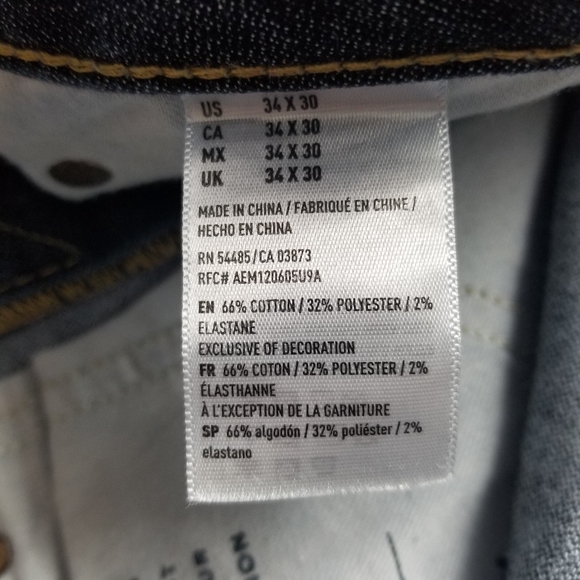 US 34 X 30
CA 34 X 30
MX 34 X 30
UK 34 X 30
MADE IN CHINA / FABRIQUÉ EN CHINE /
HECHO EN CHINA
RN 54485/CA 03873
RFC# AEM120605U9A
EN 66% COTTON / 32% POLYESTER / 2%
ELASTANE
EXCLUSIVE OF DECORATION
FR 66% COTON / 32% POLYESTER / 2%
ÉLASTHANNE
À L'EXCEPTION DE LA GARNITURE
SP 66% algodón / 32% poliéster / 2%
elastano